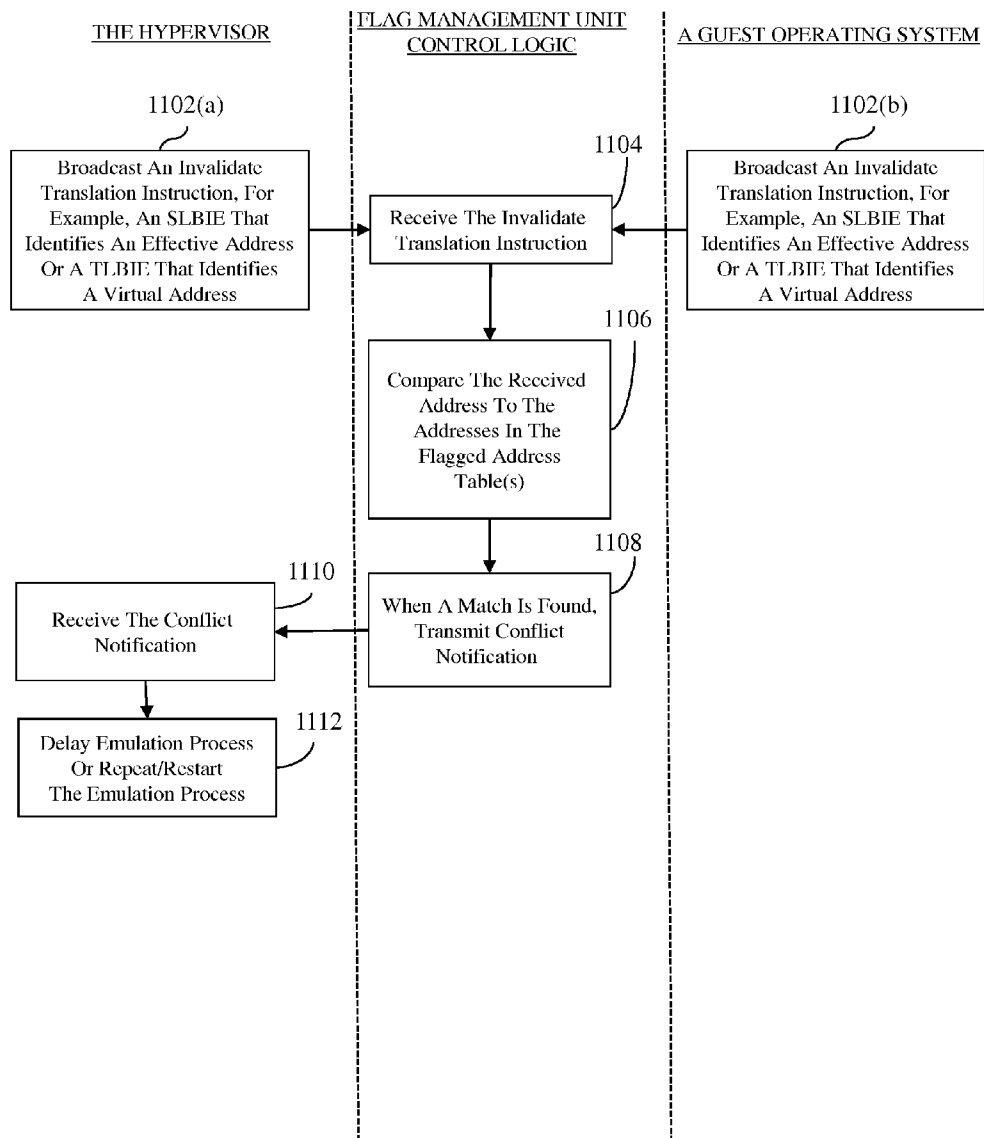 THE HYPERVISOR
FLAG MANAGEMENT UNIT
CONTROL LOGIC
A GUEST OPERATING SYSTEM
1102(a)
Broadcast An Invalidate
Translation Instruction, For
Example, An SLBIE That
Identifies An Effective Address
Or A TLBIE That Identifies
A Virtual Address
1104
Receive The Invalidate
Translation Instruction
1102(b)
Broadcast An Invalidate
Translation Instruction, For
Example, An SLBIE That
Identifies An Effective Address
Or A TLBIE That Identifies
A Virtual Address
1106
Compare The Received
Address To The
Addresses In The
Flagged Address
Table(s)
1108
When A Match Is Found,
Transmit Conflict
Notification
1110
Receive The Conflict
Notification
1112
Delay Emulation Process
Or Repeat/Restart
The Emulation Process